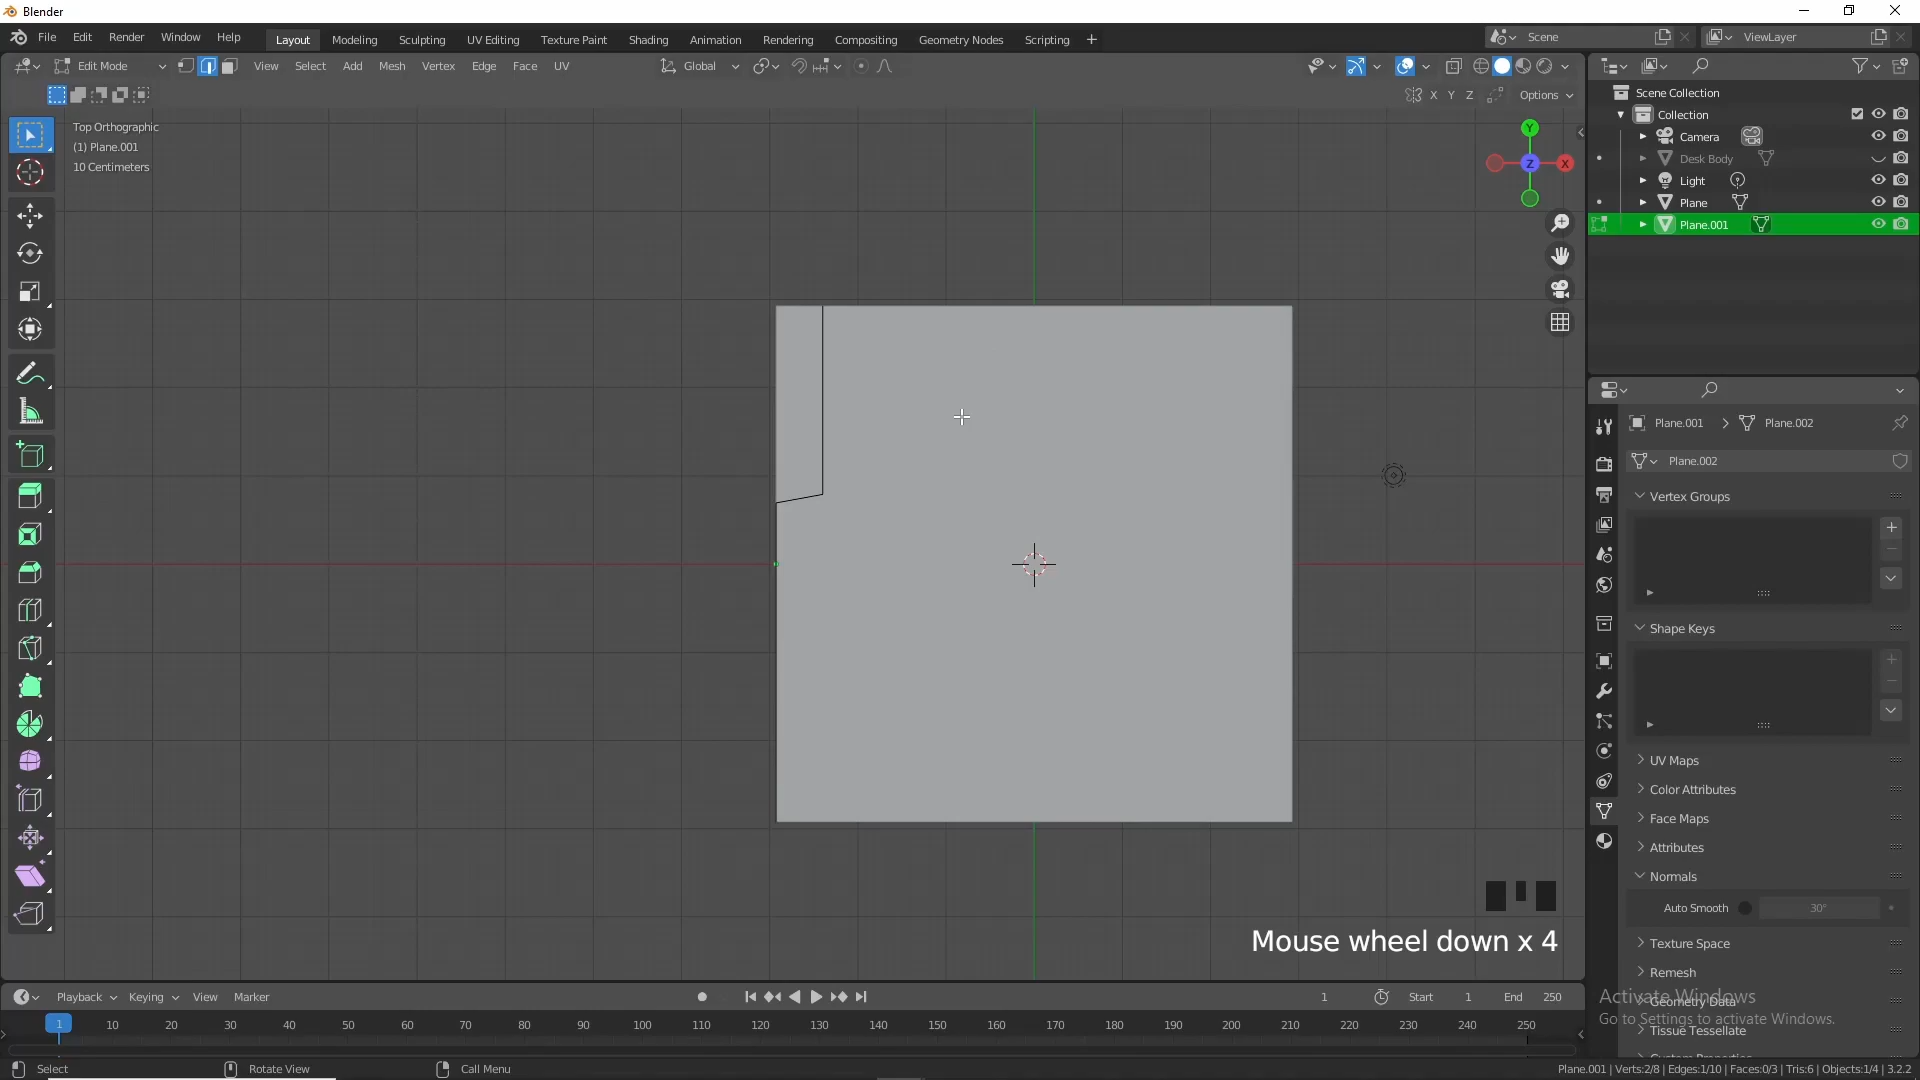 Blender
File Edit Render Window Help Layout Modeling Sculpting UV Editing Texture Paint Shading Animation Rendering Compositing Geometry Nodes Scripting + Scene ViewLayer
Edit Mode View Select Add Mesh Vertex Edge Face UV Global
X Y Z Options
Top Orthographic
(1) Plane.001
10 Centimeters
Y
Z
X
Scene Collection
Collection
Camera
Desk Body
Light
Plane
Plane.001
Plane.001 > Plane.002
Plane.002
Vertex Groups
Shape Keys
UV Maps
Color Attributes
Face Maps
Attributes
Normals
Auto Smooth 30°
Texture Space
Remesh
Geometry Data
Tissue Tessellate
Custom Properties
Activate Windows
Go to Settings to activate Windows.
Mouse wheel down x 4
Playback Keying View Marker 1 Start 1 End 250
1 10 20 30 40 50 60 70 80 90 100 110 120 130 140 150 160 170 180 190 200 210 220 230 240 250
Select Rotate View Call Menu Plane.001 | Verts:2/8 | Edges:1/10 | Faces:0/3 | Tris:6 | Objects:1/4 | 3.2.2